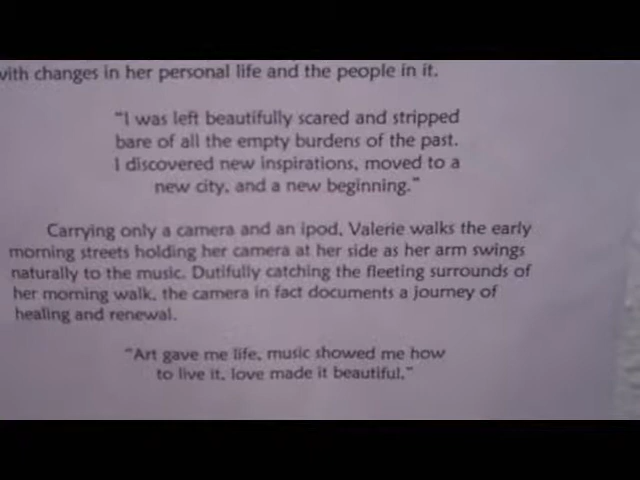 with changes in her personal life and the people in it.
"I was left beautifully scared and stripped
bare of all the empty burdens of the past.
I discovered new inspirations, moved to a
new city, and a new beginning."
Carrying only a camera and an ipod, Valerie walks the early
morning streets holding her camera at her side as her arm swings
naturally to the music. Dutifully catching the fleeting surrounds of
her morning walk, the camera in fact documents a journey of
healing and renewal.
"Art gave me life, music showed me how
to live it, love made it beautiful."